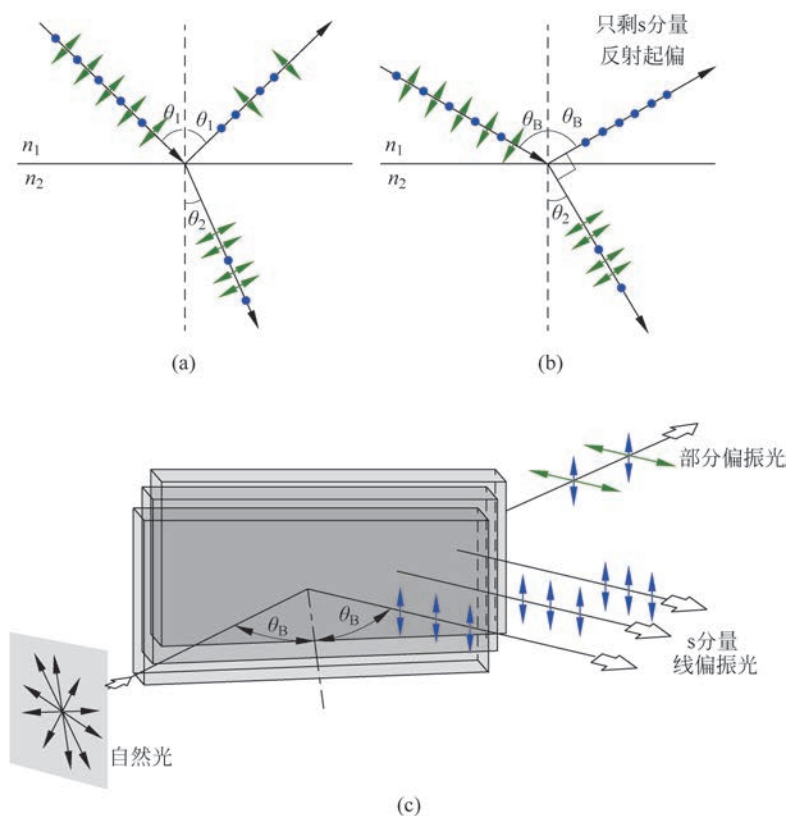 只剩s分量
反射起偏
θ₁ θ₁
n₁
n₂
θ₂
(a)
θB θB
n₁
n₂
θ₂
(b)
部分偏振光
θB θB
s分量
线偏振光
自然光
(c)